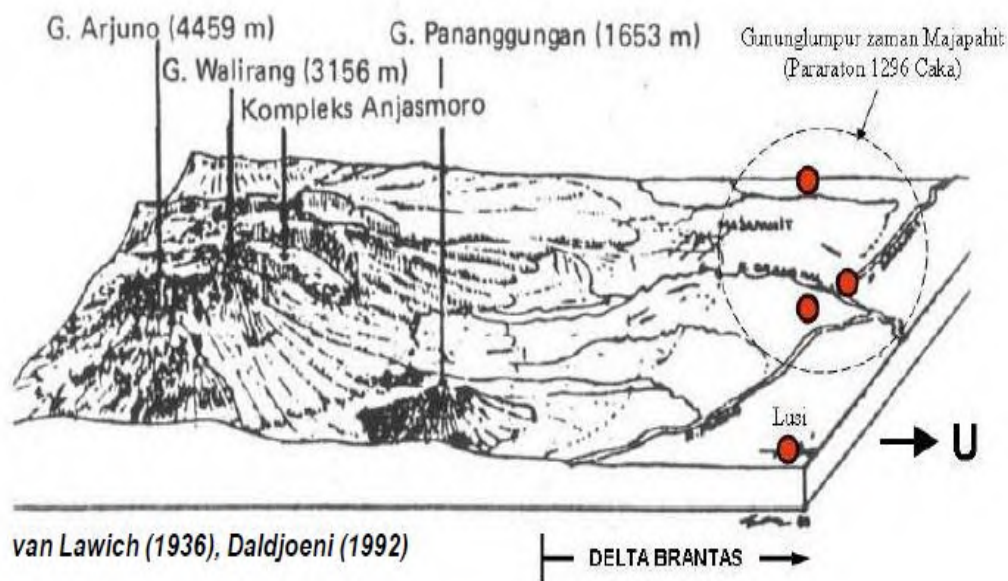 G. Arjuno (4459 m)
G. Pananggungan (1653 m)
Gununglumpur zaman Majapahit
(Pararaton 1296 Caka)
G. Walirang (3156 m)
Kompleks Anjasmoro
Lusi
U
van Lawich (1936), Daldjoeni (1992)
DELTA BRANTAS